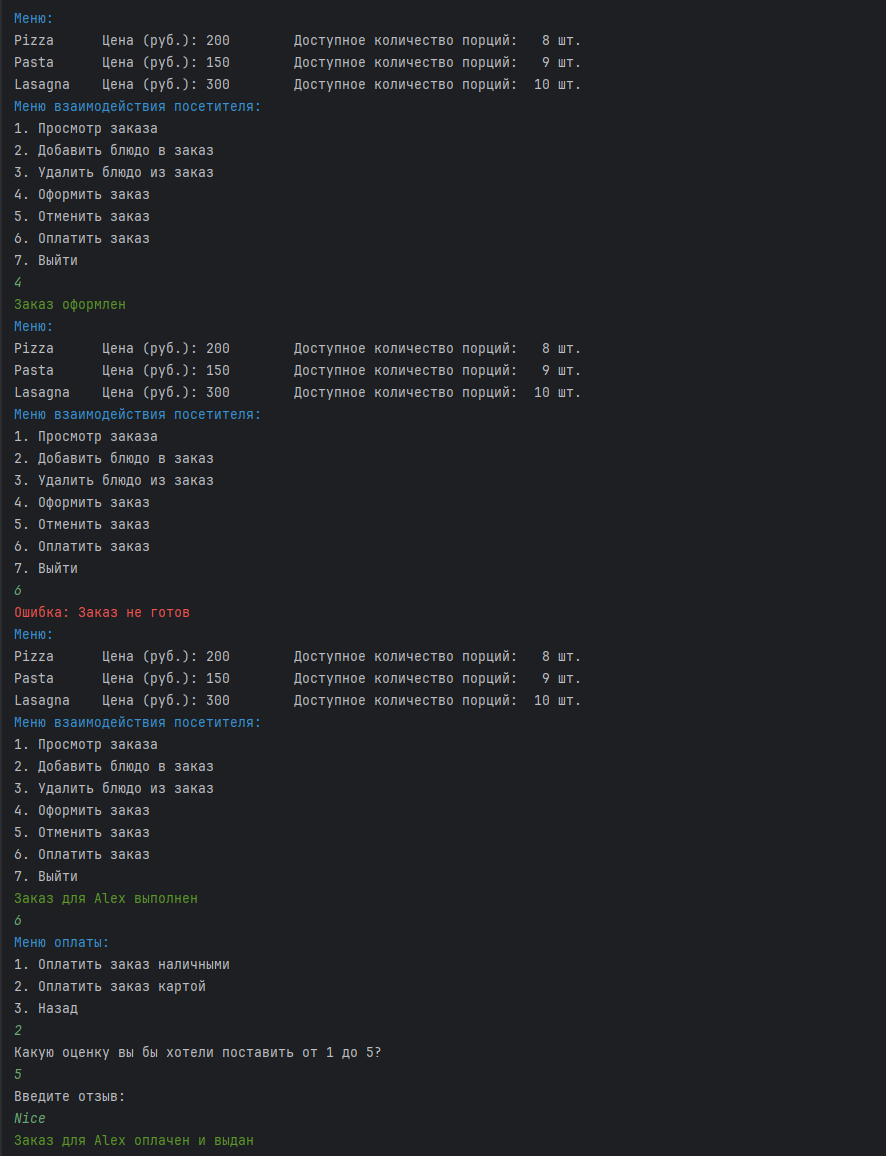 Меню:
Pizza      Цена (руб.): 200        Доступное количество порций:   8 шт.
Pasta      Цена (руб.): 150        Доступное количество порций:   9 шт.
Lasagna    Цена (руб.): 300        Доступное количество порций:  10 шт.
Меню взаимодействия посетителя:
1. Просмотр заказа
2. Добавить блюдо в заказ
3. Удалить блюдо из заказ
4. Оформить заказ
5. Отменить заказ
6. Оплатить заказ
7. Выйти
4
Заказ оформлен
Меню:
Pizza      Цена (руб.): 200        Доступное количество порций:   8 шт.
Pasta      Цена (руб.): 150        Доступное количество порций:   9 шт.
Lasagna    Цена (руб.): 300        Доступное количество порций:  10 шт.
Меню взаимодействия посетителя:
1. Просмотр заказа
2. Добавить блюдо в заказ
3. Удалить блюдо из заказ
4. Оформить заказ
5. Отменить заказ
6. Оплатить заказ
7. Выйти
6
Ошибка: Заказ не готов
Меню:
Pizza      Цена (руб.): 200        Доступное количество порций:   8 шт.
Pasta      Цена (руб.): 150        Доступное количество порций:   9 шт.
Lasagna    Цена (руб.): 300        Доступное количество порций:  10 шт.
Меню взаимодействия посетителя:
1. Просмотр заказа
2. Добавить блюдо в заказ
3. Удалить блюдо из заказ
4. Оформить заказ
5. Отменить заказ
6. Оплатить заказ
7. Выйти
Заказ для Alex выполнен
6
Меню оплаты:
1. Оплатить заказ наличными
2. Оплатить заказ картой
3. Назад
2
Какую оценку вы бы хотели поставить от 1 до 5?
5
Введите отзыв:
Nice
Заказ для Alex оплачен и выдан